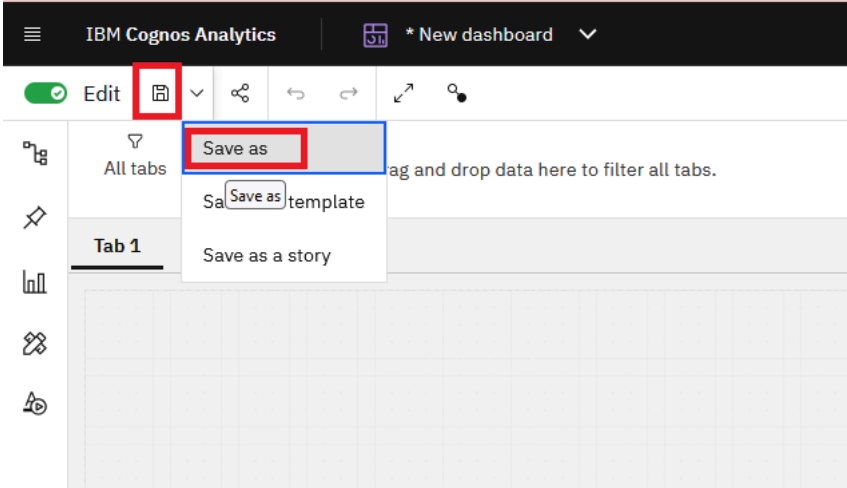 IBM Cognos Analytics
* New dashboard
Edit
All tabs
Save as
ag and drop data here to filter all tabs.
Sa
Save as
template
Tab 1
Save as a story